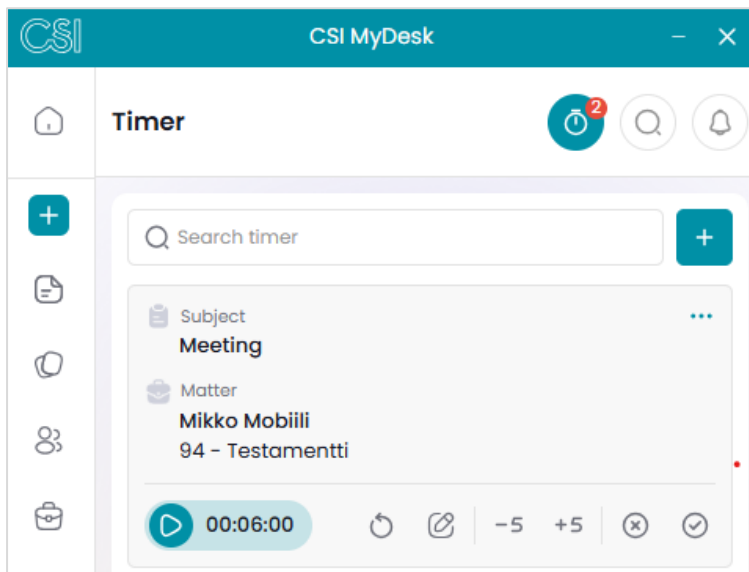 CSI
CSI MyDesk
Timer
2
Search timer
Subject
Meeting
Matter
Mikko Mobiili
94 - Testamentti
00:06:00
-5
+5